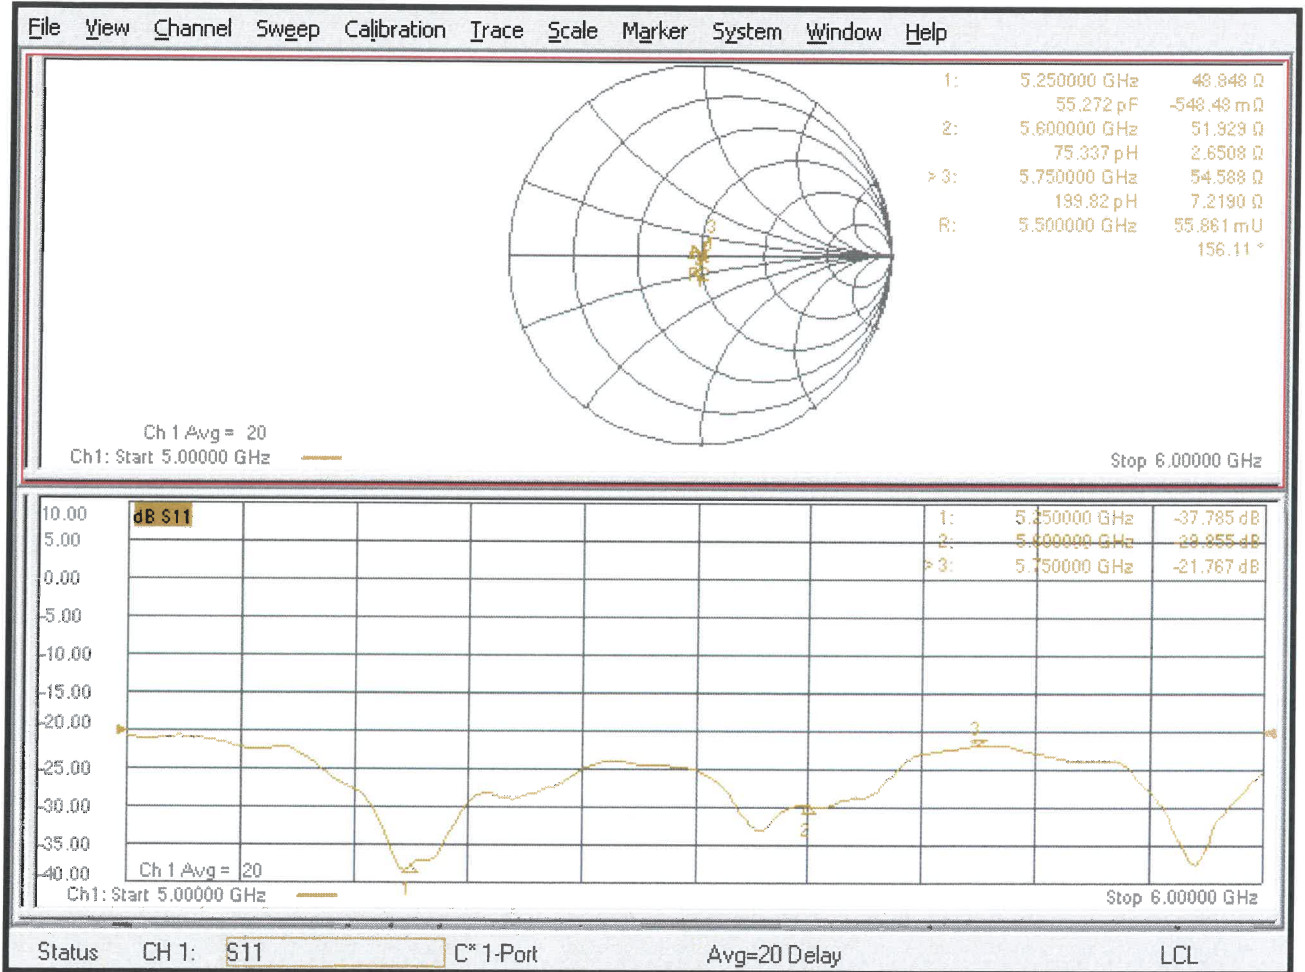 File View Channel Sweep Calibration Trace Scale Marker System Window Help
1: 5.250000 GHz 48.848 Ω
55.272 pF -548.48 mΩ
2: 5.600000 GHz 51.929 Ω
75.337 pH 2.6508 Ω
> 3: 5.750000 GHz 54.588 Ω
199.82 pH 7.2190 Ω
R: 5.500000 GHz 55.861 mU
156.11 °
3
R
Ch 1 Avg = 20
Ch1: Start 5.00000 GHz
Stop 6.00000 GHz
10.00
dB S11
1: 5.250000 GHz -37.785 dB
5.00
2: 5.600000 GHz -29.855 dB
> 3: 5.750000 GHz -21.767 dB
0.00
-5.00
-10.00
-15.00
-20.00
3
-25.00
-30.00
2
-35.00
-40.00
Ch 1 Avg = 20
1
Ch1: Start 5.00000 GHz
Stop 6.00000 GHz
Status CH 1: S11 C* 1-Port Avg=20 Delay LCL